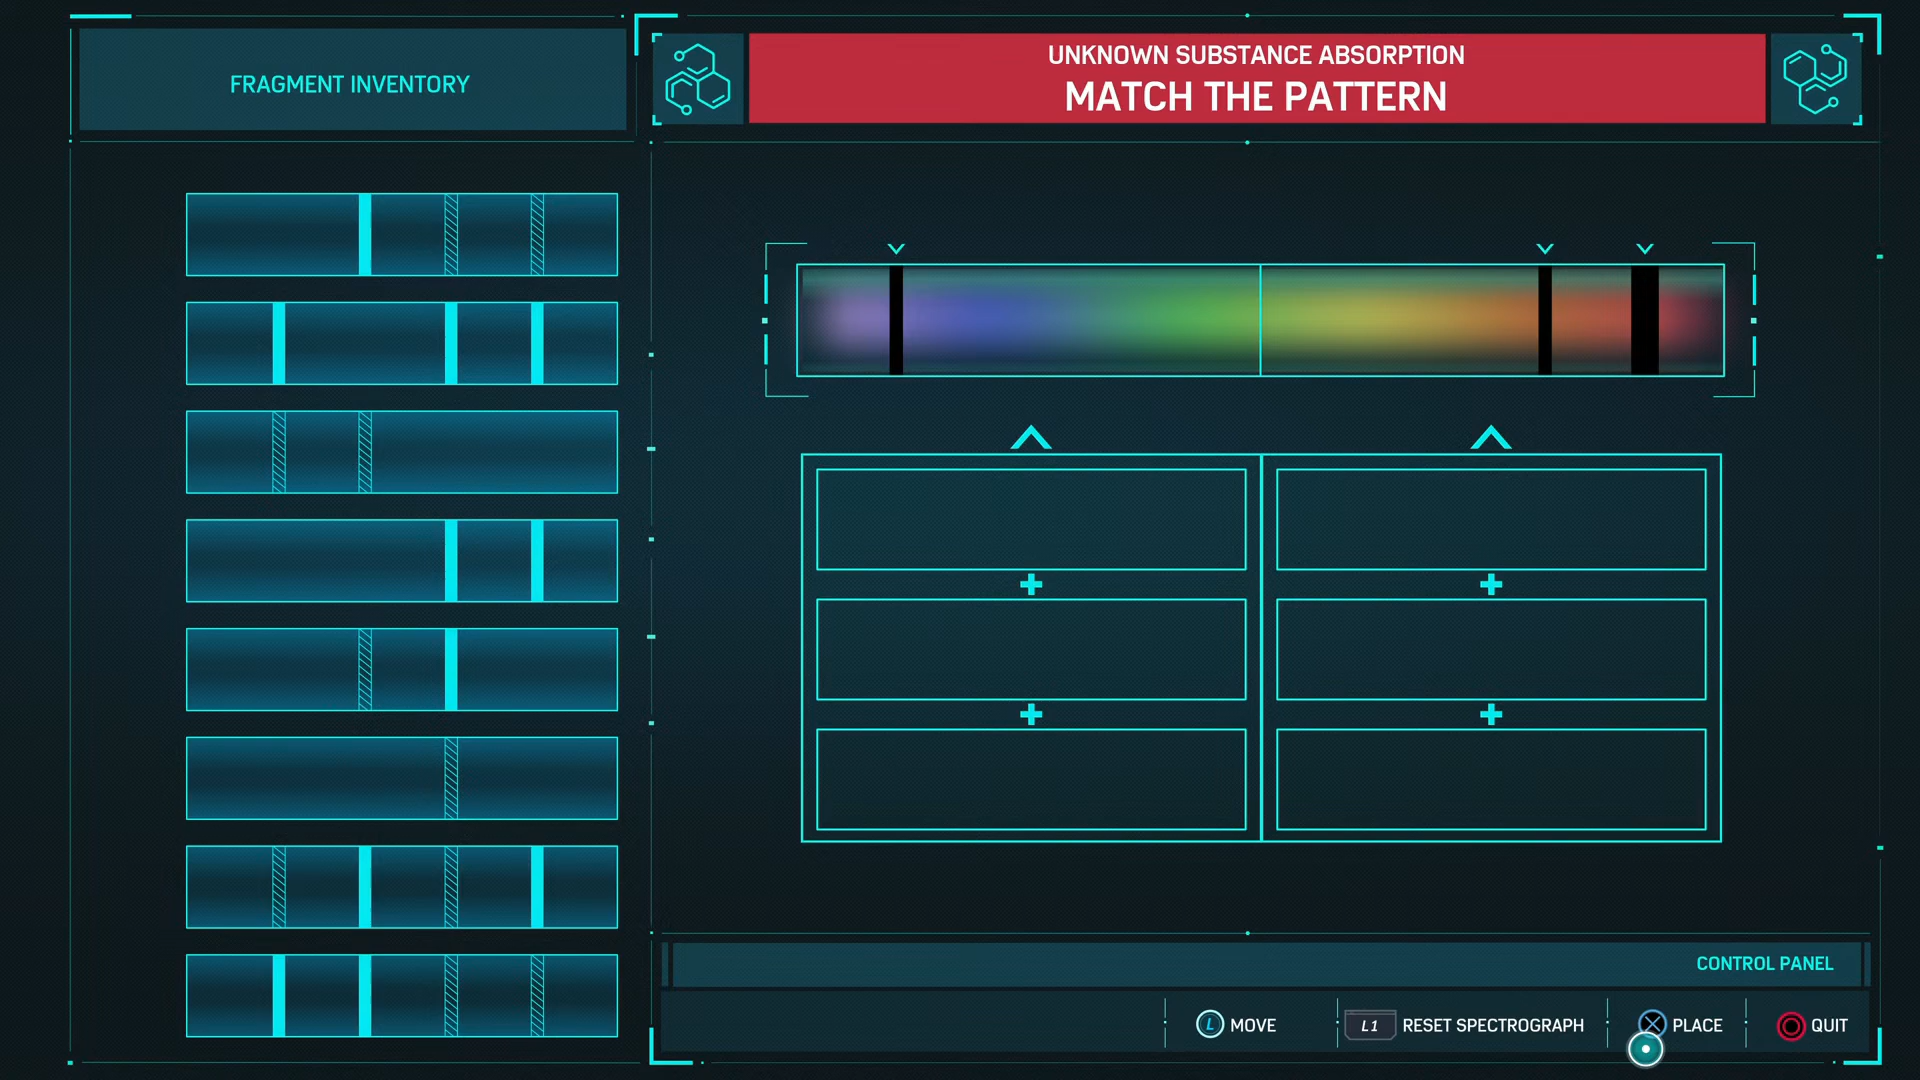 FRAGMENT INVENTORY
UNKNOWN SUBSTANCE ABSORPTION
MATCH THE PATTERN
CONTROL PANEL
L MOVE
L1 RESET SPECTROGRAPH
PLACE
QUIT